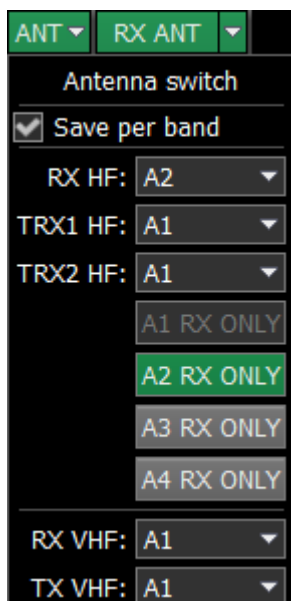 ANT RX ANT
Antenna switch
Save per band
RX HF: A2
TRX1 HF: A1
TRX2 HF: A1
A1 RX ONLY
A2 RX ONLY
A3 RX ONLY
A4 RX ONLY
RX VHF: A1
TX VHF: A1